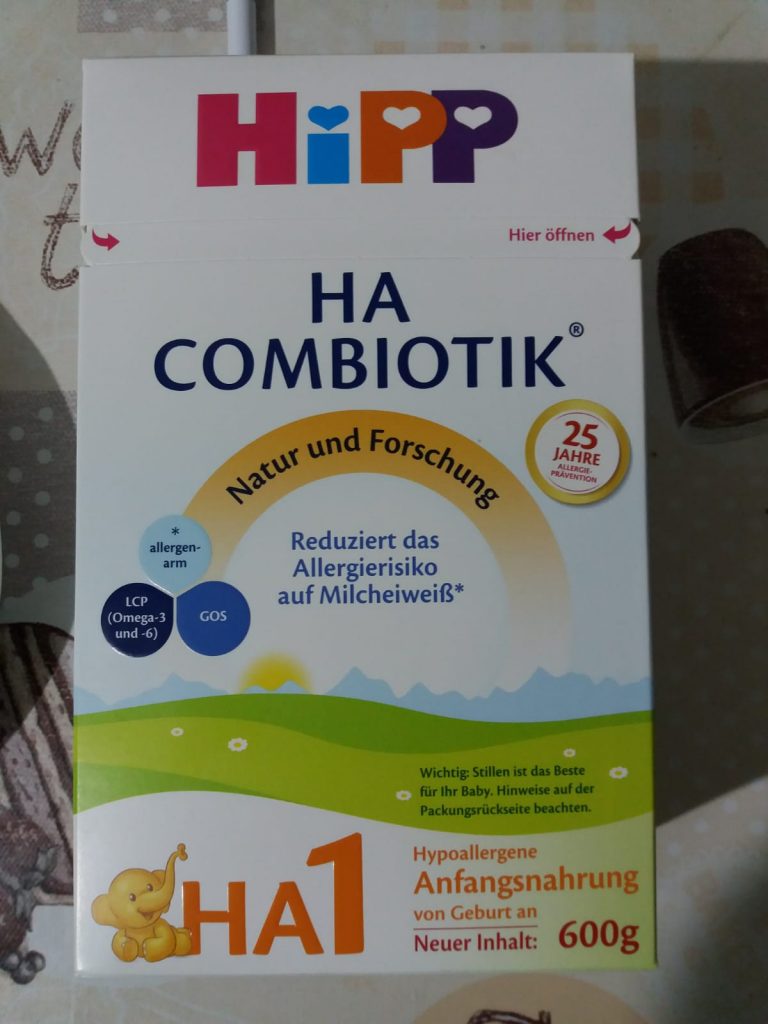 HiPP
Hier öffnen
HA
COMBIOTIK®
25
JAHRE
ALLERGIE-
PRÄVENTION
Natur und Forschung
*
allergen-
arm
LCP
(Omega-3
und -6)
GOS
Reduziert das
Allergierisiko
auf Milcheiweiß*
Wichtig: Stillen ist das Beste
für Ihr Baby. Hinweise auf der
Packungsrückseite beachten.
HA1
Hypoallergene
Anfangsnahrung
von Geburt an
Neuer Inhalt: 600g